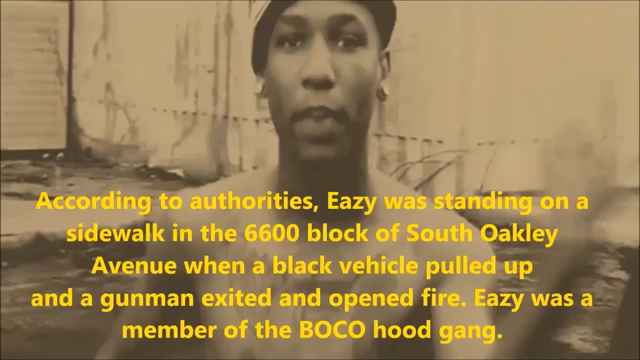 According to authorities, Eazy was standing on a
sidewalk in the 6600 block of South Oakley
Avenue when a black vehicle pulled up
and a gunman exited and opened fire. Eazy was a
member of the BOCO hood gang.